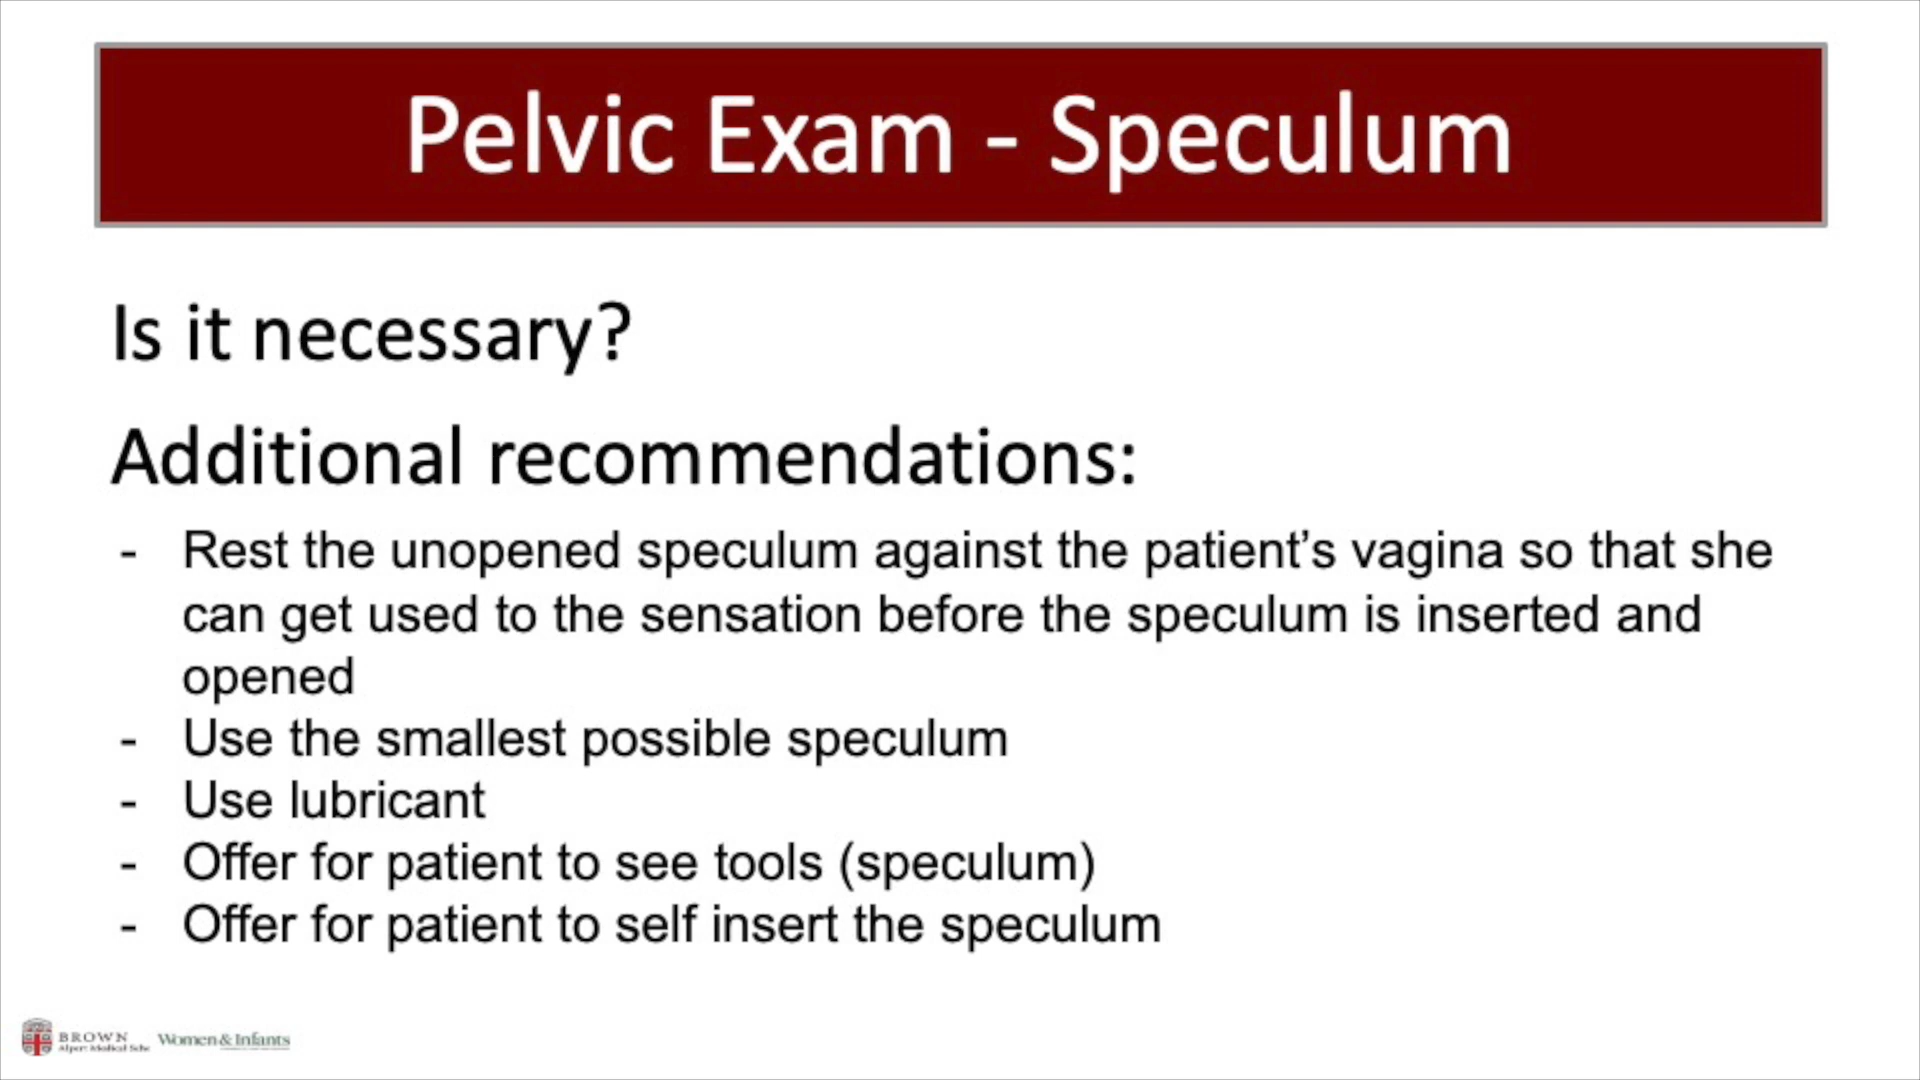 Pelvic Exam - Speculum
Is it necessary?
Additional recommendations:
- Rest the unopened speculum against the patient’s vagina so that she
can get used to the sensation before the speculum is inserted and
opened
- Use the smallest possible speculum
- Use lubricant
- Offer for patient to see tools (speculum)
- Offer for patient to self insert the speculum
BROWN
Alpert Medical
Women & Infants